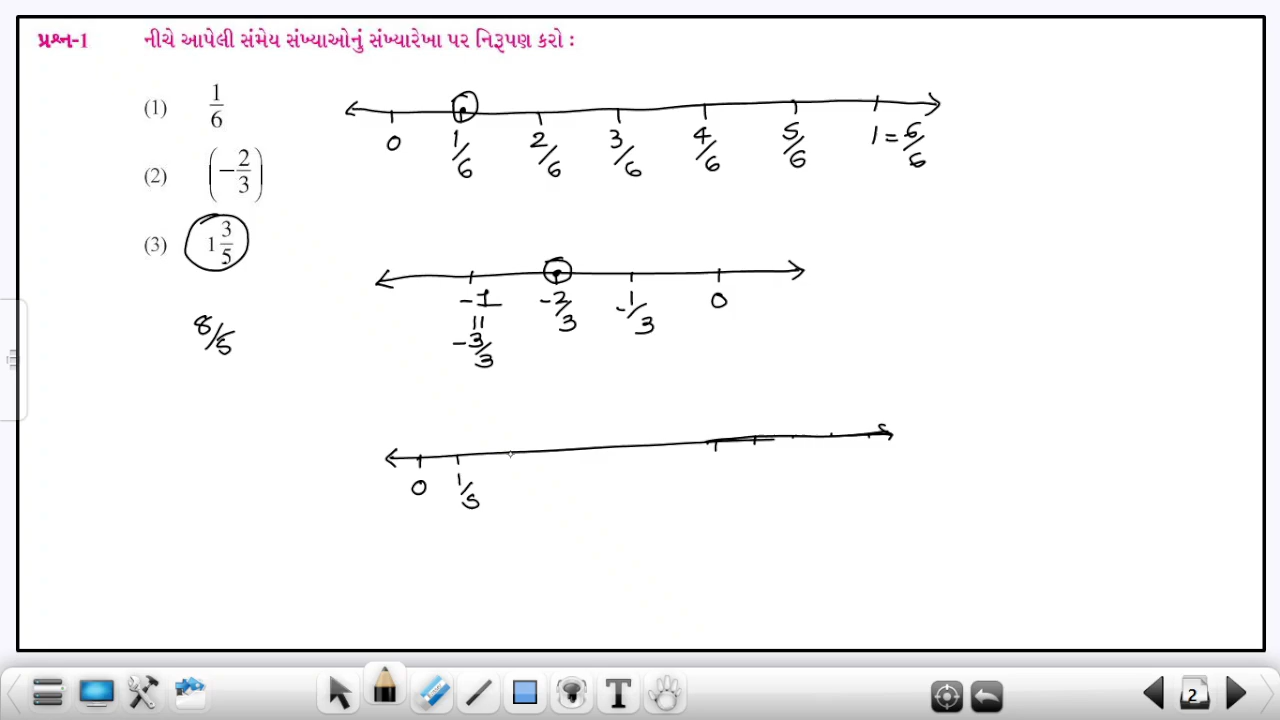 પ્રશ્ન-1 નીચે આપેલી સંમેય સંખ્યાઓનું સંખ્યારેખા પર નિરૂપણ કરો :
(1) 1/6
0 1/6 2/6 3/6 4/6 5/6 1 = 6/6
(2) (-2/3)
(3) 1 3/5
-1 = -3/3 -2/3 -1/3 0
8/5
0 1/5
2